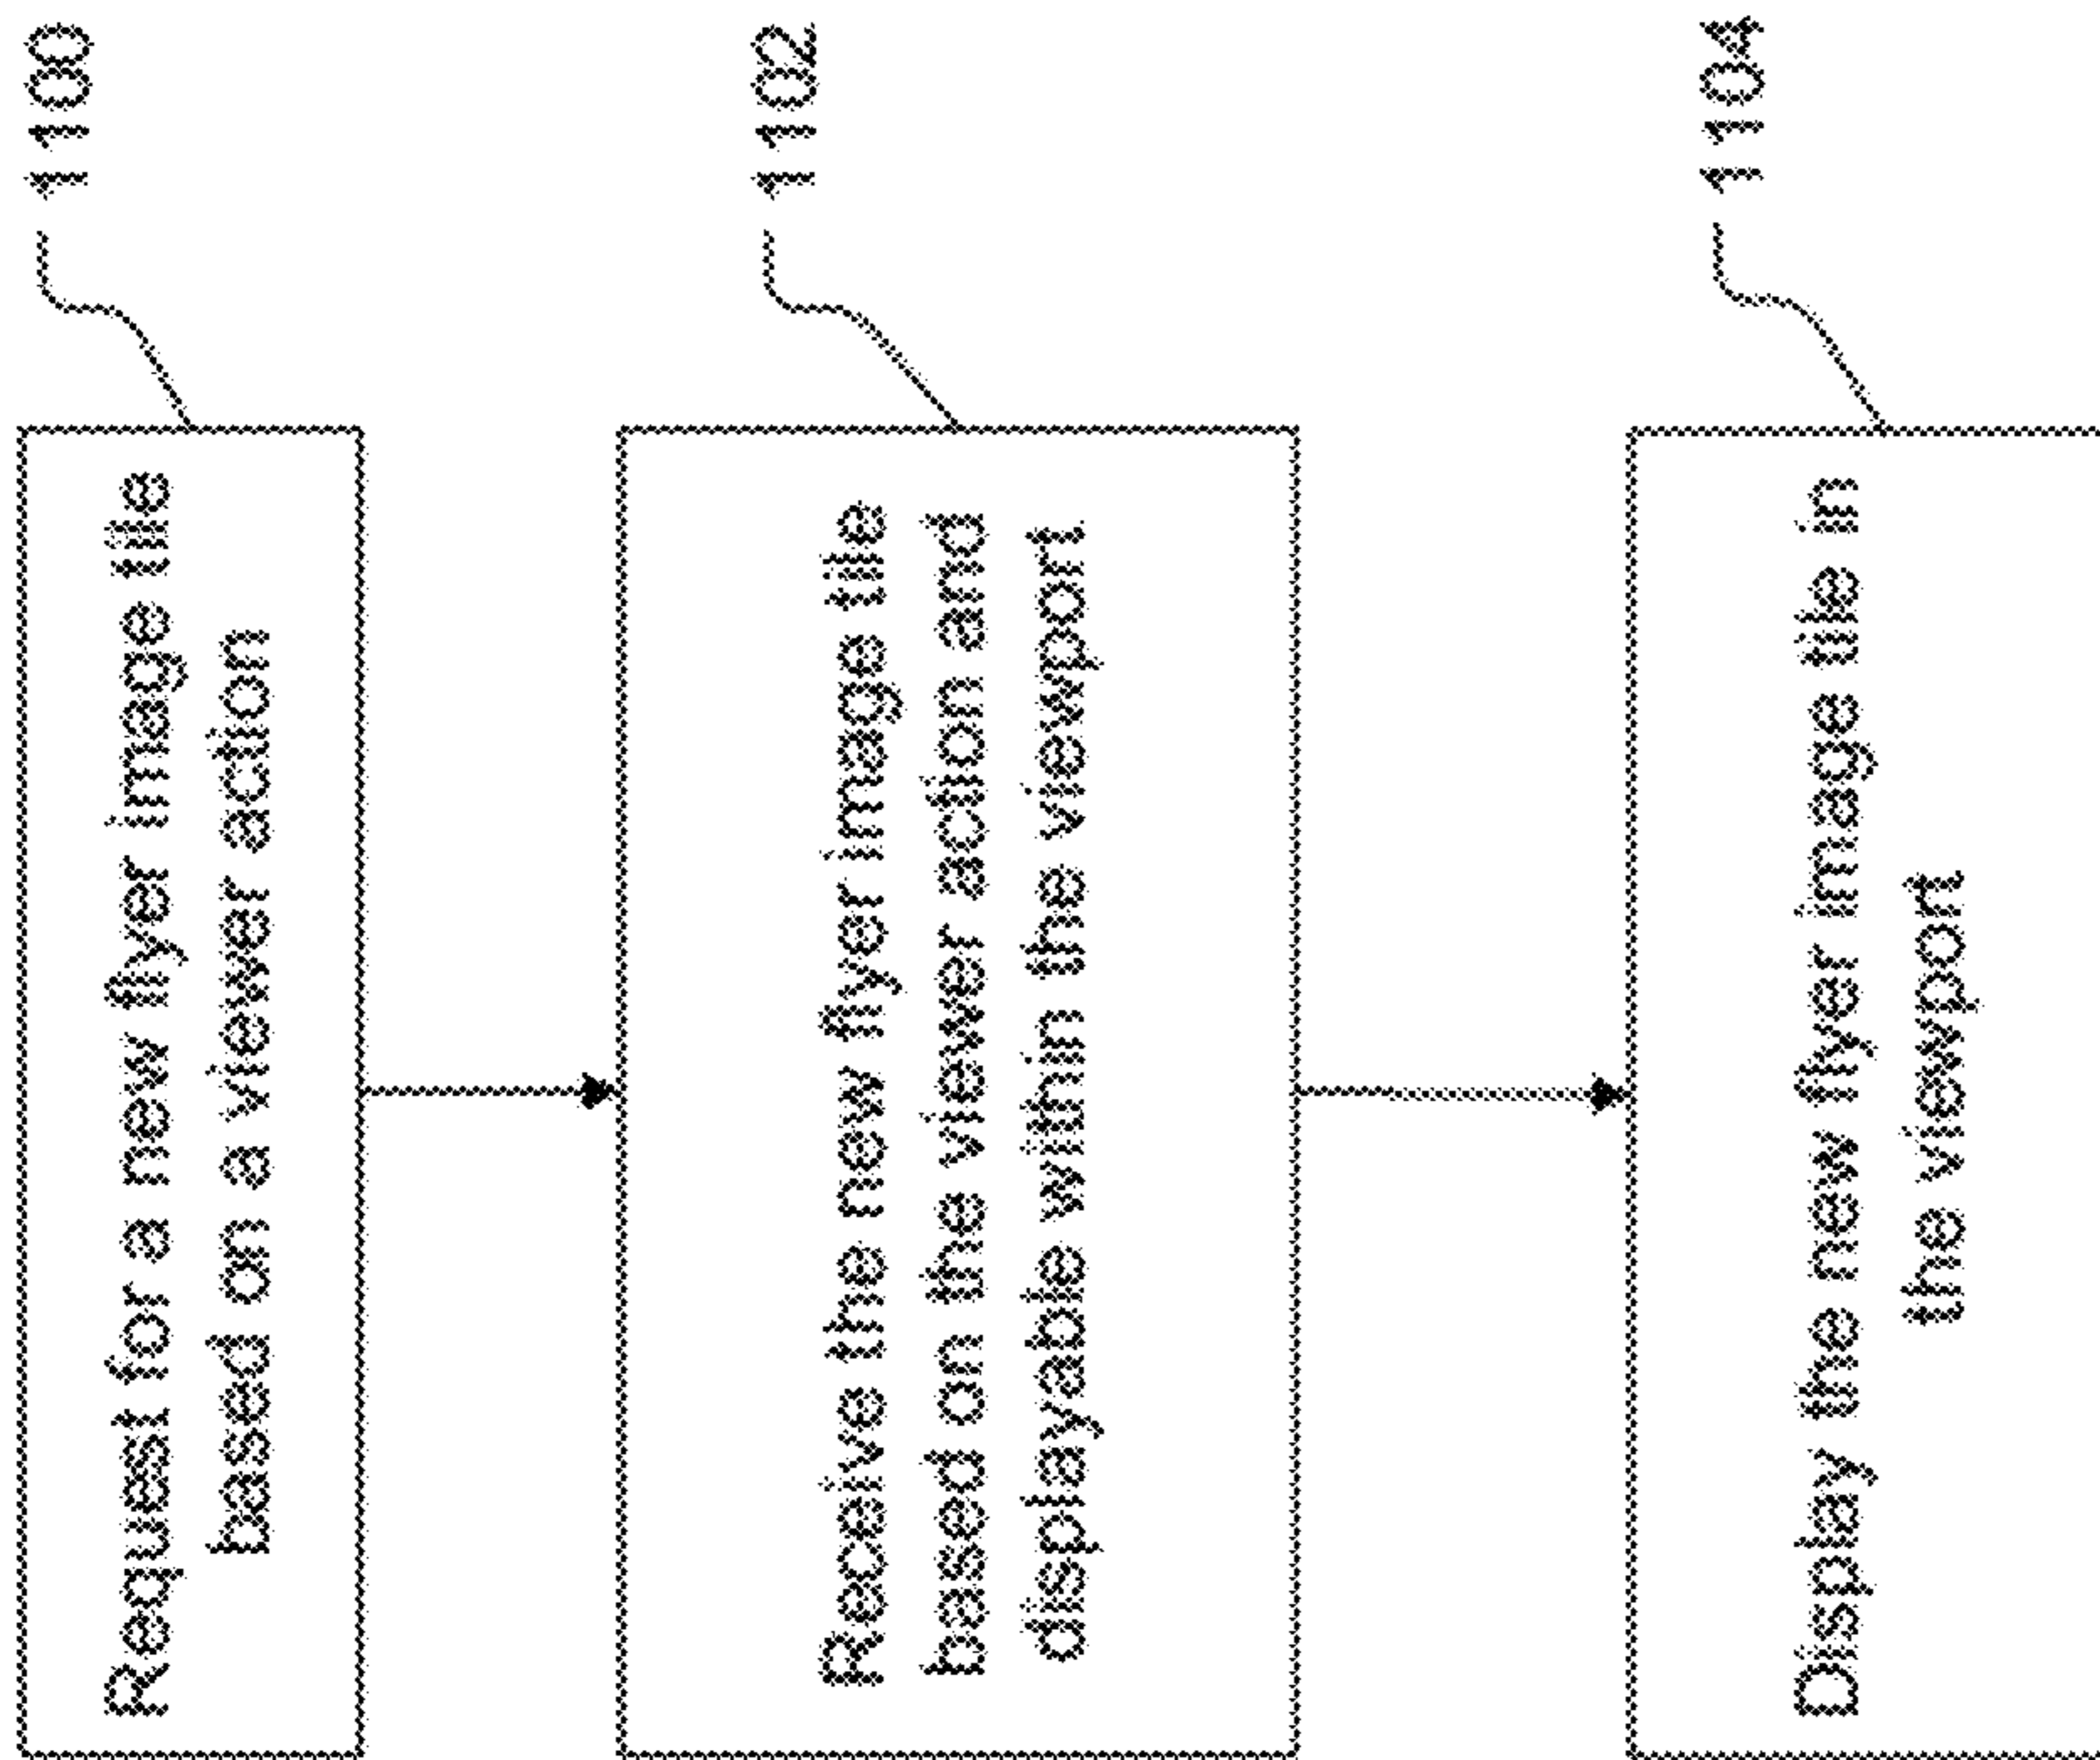 Request for a new flyer image tile
based on a viewer action
1100
Receive the new flyer image tile
based on the viewer action and
displayable within the viewport
1102
Display the new flyer image tile in
the viewport
1104